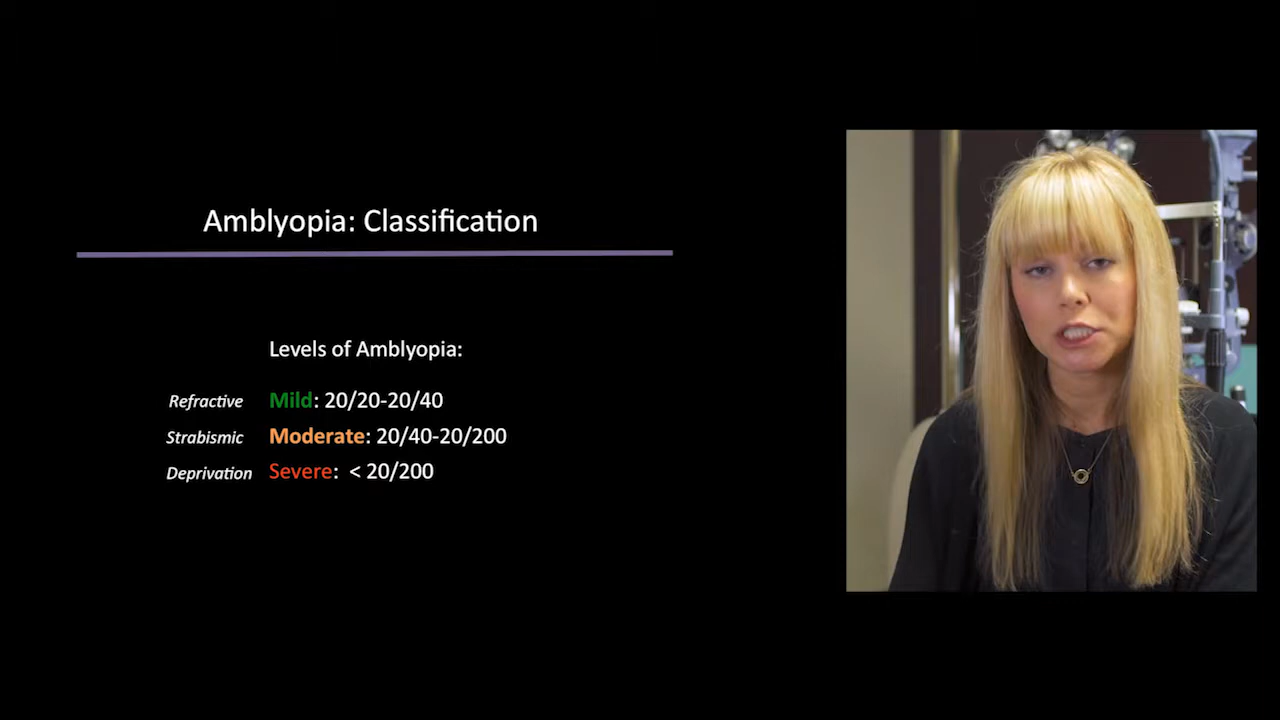 Amblyopia: Classification
Levels of Amblyopia:
Refractive Mild: 20/20-20/40
Strabismic Moderate: 20/40-20/200
Deprivation Severe: < 20/200